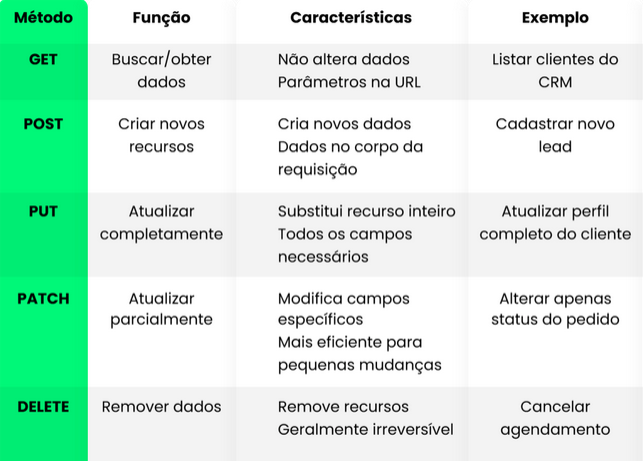 Método Função Características Exemplo
GET Buscar/obter Não altera dados Listar clientes do
dados Parâmetros na URL CRM
POST Criar novos Cria novos dados Cadastrar novo
recursos Dados no corpo da lead
requisição
PUT Atualizar Substitui recurso inteiro Atualizar perfil
completamente Todos os campos completo do cliente
necessários
PATCH Atualizar Modifica campos Alterar apenas
parcialmente específicos status do pedido
Mais eficiente para
pequenas mudanças
DELETE Remover dados Remove recursos Cancelar
Geralmente irreversível agendamento